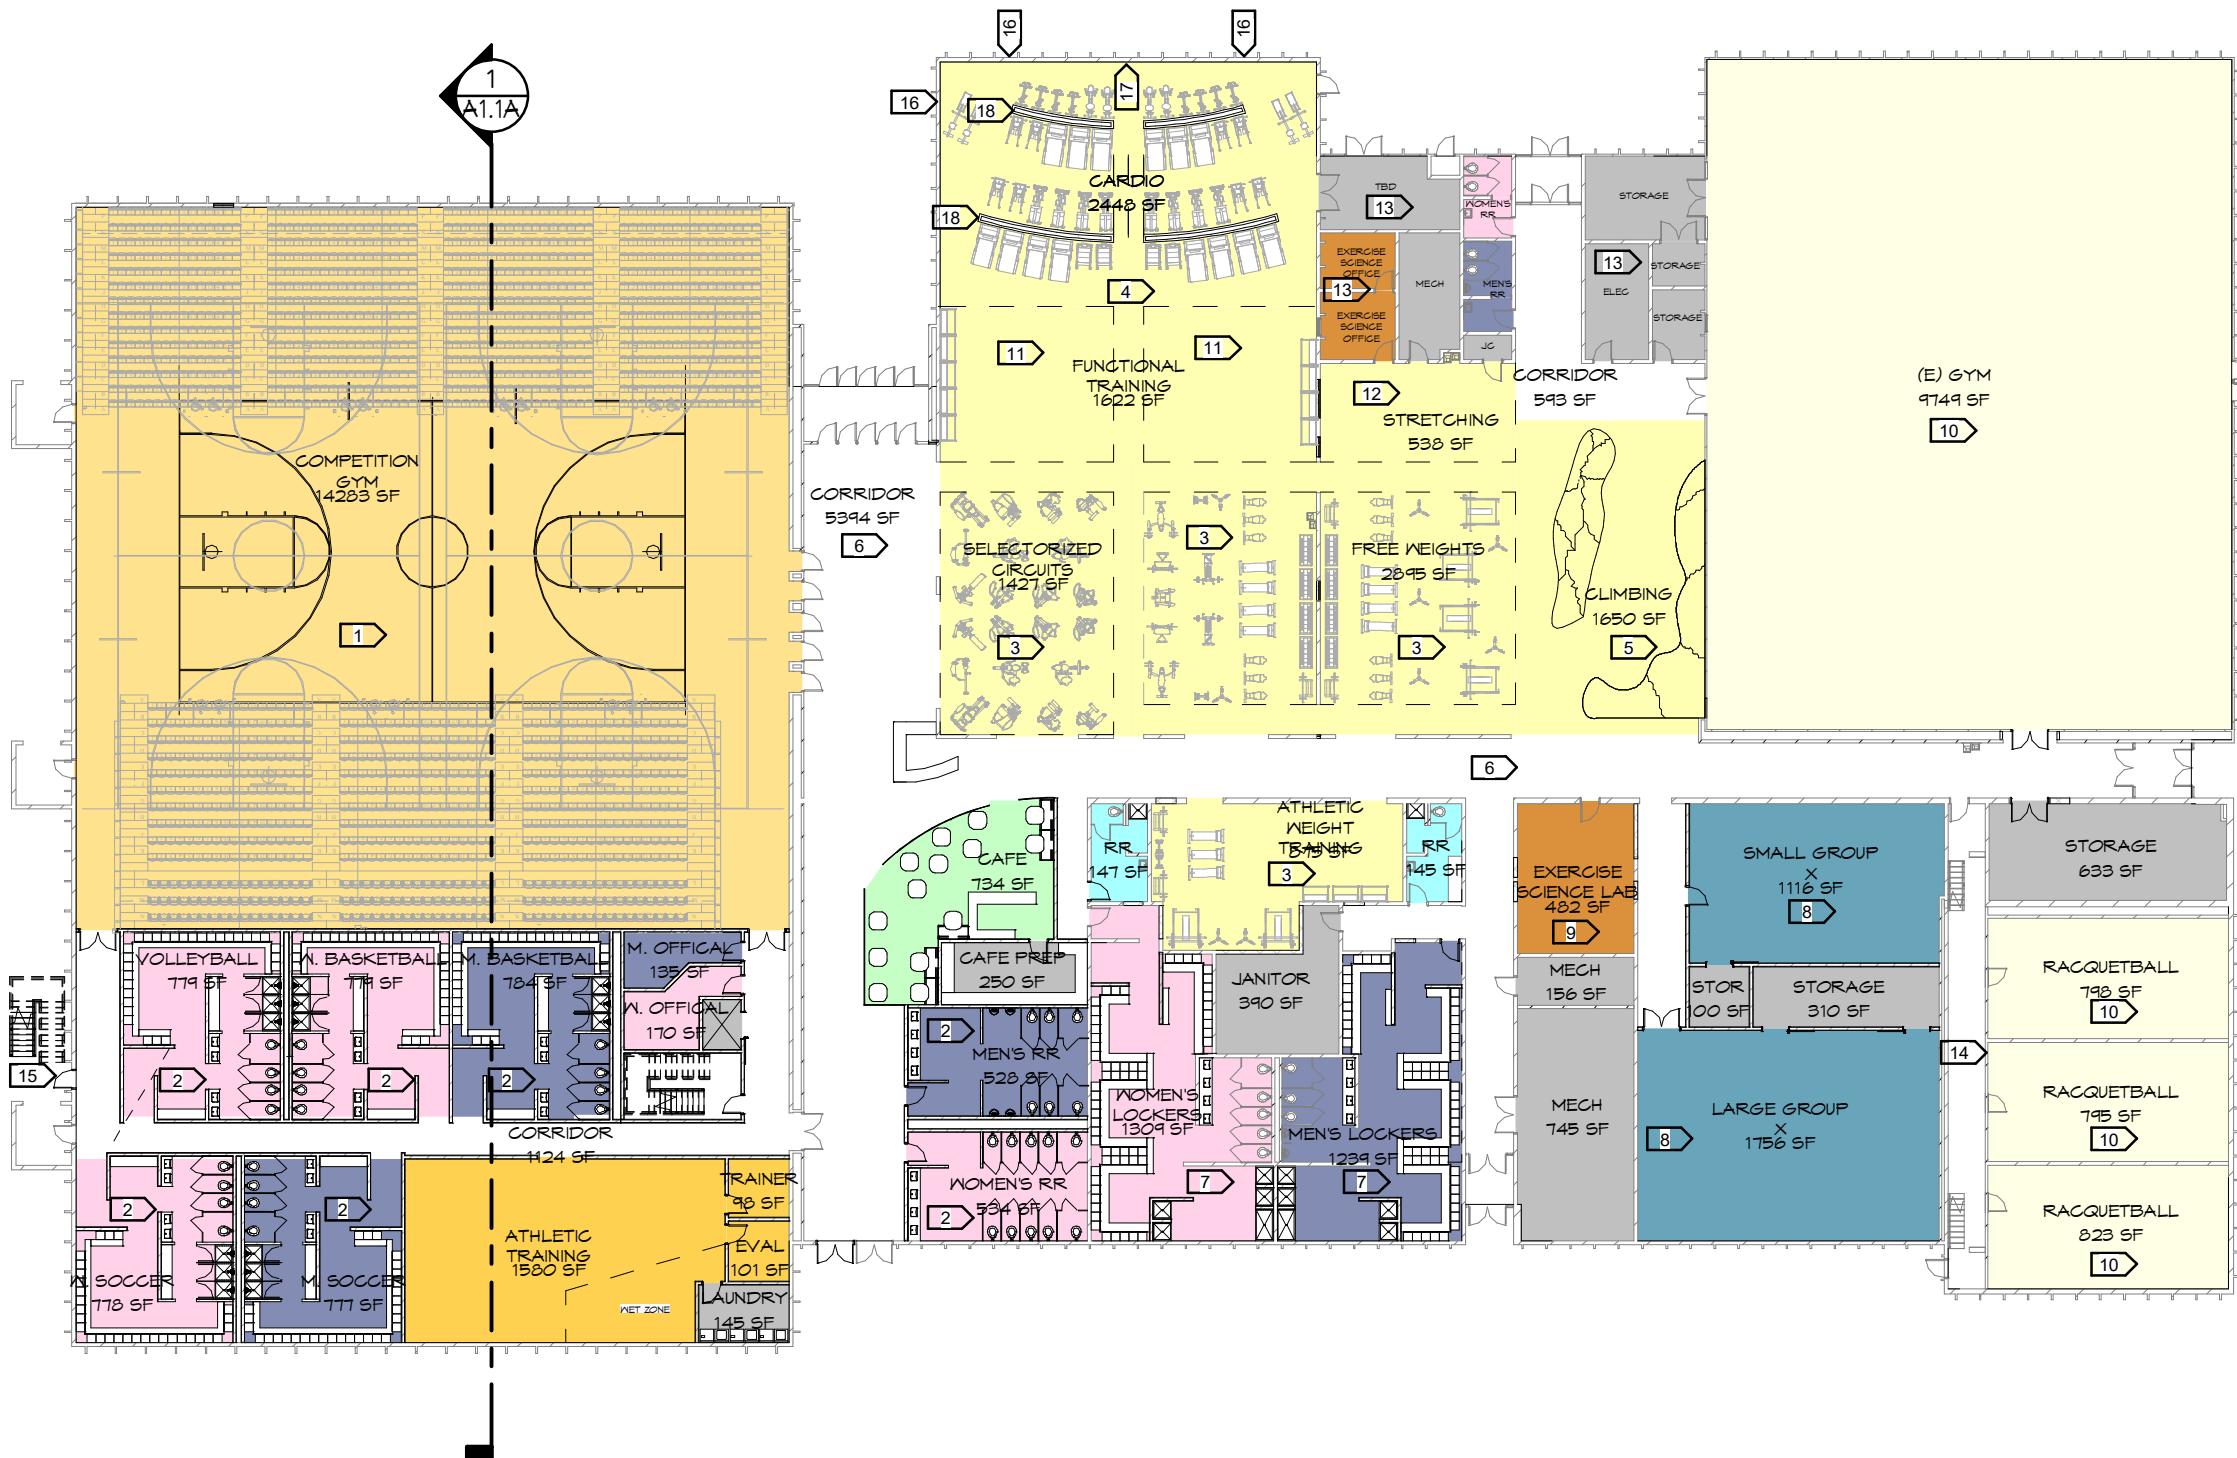 16
16
1
A1.1A
16
18
17
CARDIO
2448 SF
18
4
TBD
13
WOMEN'S
RR
STORAGE
EXERCISE
SCIENCE
OFFICE
13
EXERCISE
SCIENCE
OFFICE
MECH
MEN'S
RR
JC
13
ELEC
STORAGE
STORAGE
11
11
FUNCTIONAL
TRAINING
1622 SF
12
STRETCHING
538 SF
CORRIDOR
593 SF
(E) GYM
9749 SF
10
COMPETITION
GYM
14283 SF
1
CORRIDOR
5394 SF
6
SELECTORIZED
CIRCUITS
1427 SF
3
3
FREE WEIGHTS
2895 SF
3
CLIMBING
1650 SF
5
6
CAFE
734 SF
RR
147 SF
ATHLETIC
WEIGHT
TRAINING
3
RR
145 SF
EXERCISE
SCIENCE LAB
482 SF
9
SMALL GROUP
X
1116 SF
8
STORAGE
633 SF
VOLLEYBALL
779 SF
W. BASKETBALL
779 SF
M. BASKETBALL
784 SF
M. OFFICAL
135 SF
W. OFFICAL
170 SF
CAFE PREP
250 SF
JANITOR
390 SF
MECH
156 SF
STOR
100 SF
STORAGE
310 SF
RACQUETBALL
798 SF
10
15
2
2
2
2
MEN'S RR
528 SF
WOMEN'S
LOCKERS
1309 SF
MEN'S LOCKERS
1239 SF
7
7
MECH
745 SF
LARGE GROUP
X
1756 SF
8
14
RACQUETBALL
795 SF
10
CORRIDOR
1124 SF
2
2
W. SOCCER
778 SF
M. SOCCER
777 SF
ATHLETIC
TRAINING
1580 SF
WET ZONE
TRAINER
98 SF
EVAL
101 SF
LAUNDRY
145 SF
WOMEN'S RR
534 SF
2
RACQUETBALL
823 SF
10